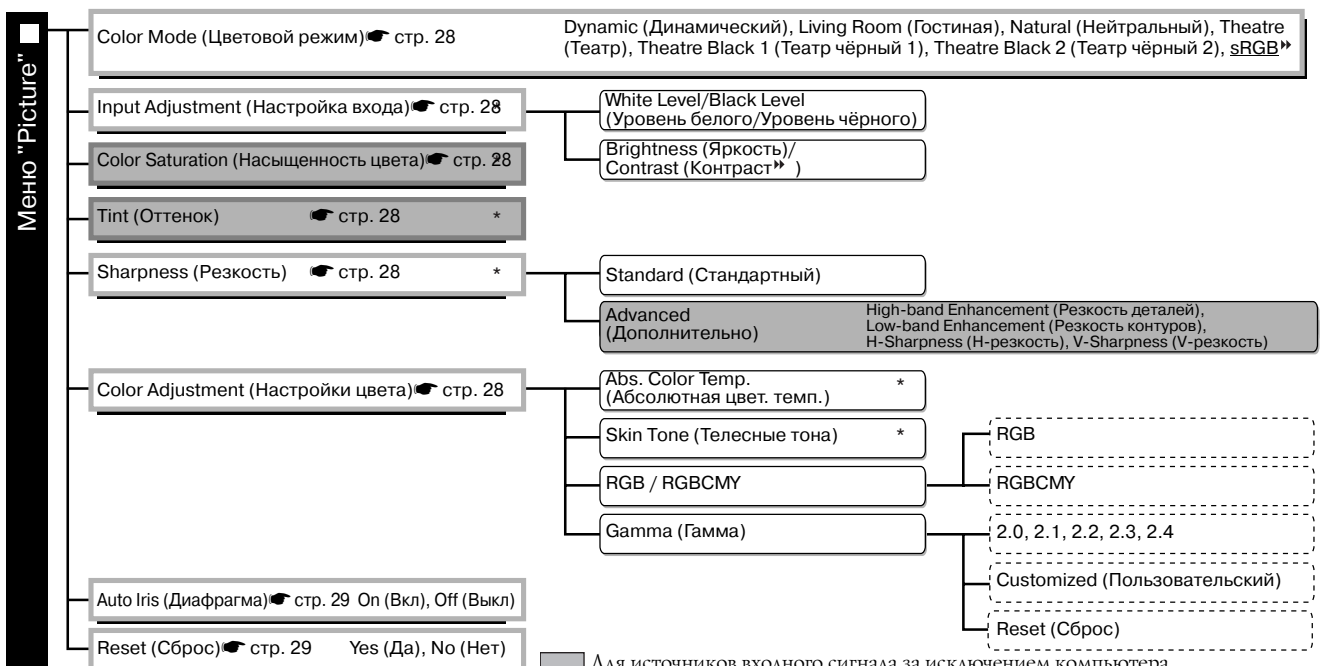 Меню "Picture"
Color Mode (Цветовой режим)☛ стр. 28
Dynamic (Динамический), Living Room (Гостиная), Natural (Нейтральный), Theatre
(Театр), Theatre Black 1 (Театр чёрный 1), Theatre Black 2 (Театр чёрный 2), sRGB
Input Adjustment (Настройка входа)☛ стр. 28 *
White Level/Black Level
(Уровень белого/Уровень чёрного)
Brightness (Яркость)/
Contrast (Контраст )
Color Saturation (Насыщенность цвета)☛ стр. 28 *
Tint (Оттенок) ☛ стр. 28 *
Sharpness (Резкость) ☛ стр. 28 *
Standard (Стандартный)
Advanced
(Дополнительно)
High-band Enhancement (Резкость деталей),
Low-band Enhancement (Резкость контуров),
H-Sharpness (H-резкость), V-Sharpness (V-резкость)
Color Adjustment (Настройки цвета)☛ стр. 28
Abs. Color Temp. *
(Абсолютная цвет. темп.)
Skin Tone (Телесные тона) *
RGB / RGBCMY
RGB
RGBCMY
Gamma (Гамма)
2.0, 2.1, 2.2, 2.3, 2.4
Customized (Пользовательский)
Reset (Сброс)
Auto Iris (Диафрагма)☛ стр. 29 On (Вкл), Off (Выкл)
Reset (Сброс)☛ стр. 29 Yes (Да), No (Нет)
Для источников входного сигнала за исключением компьютера